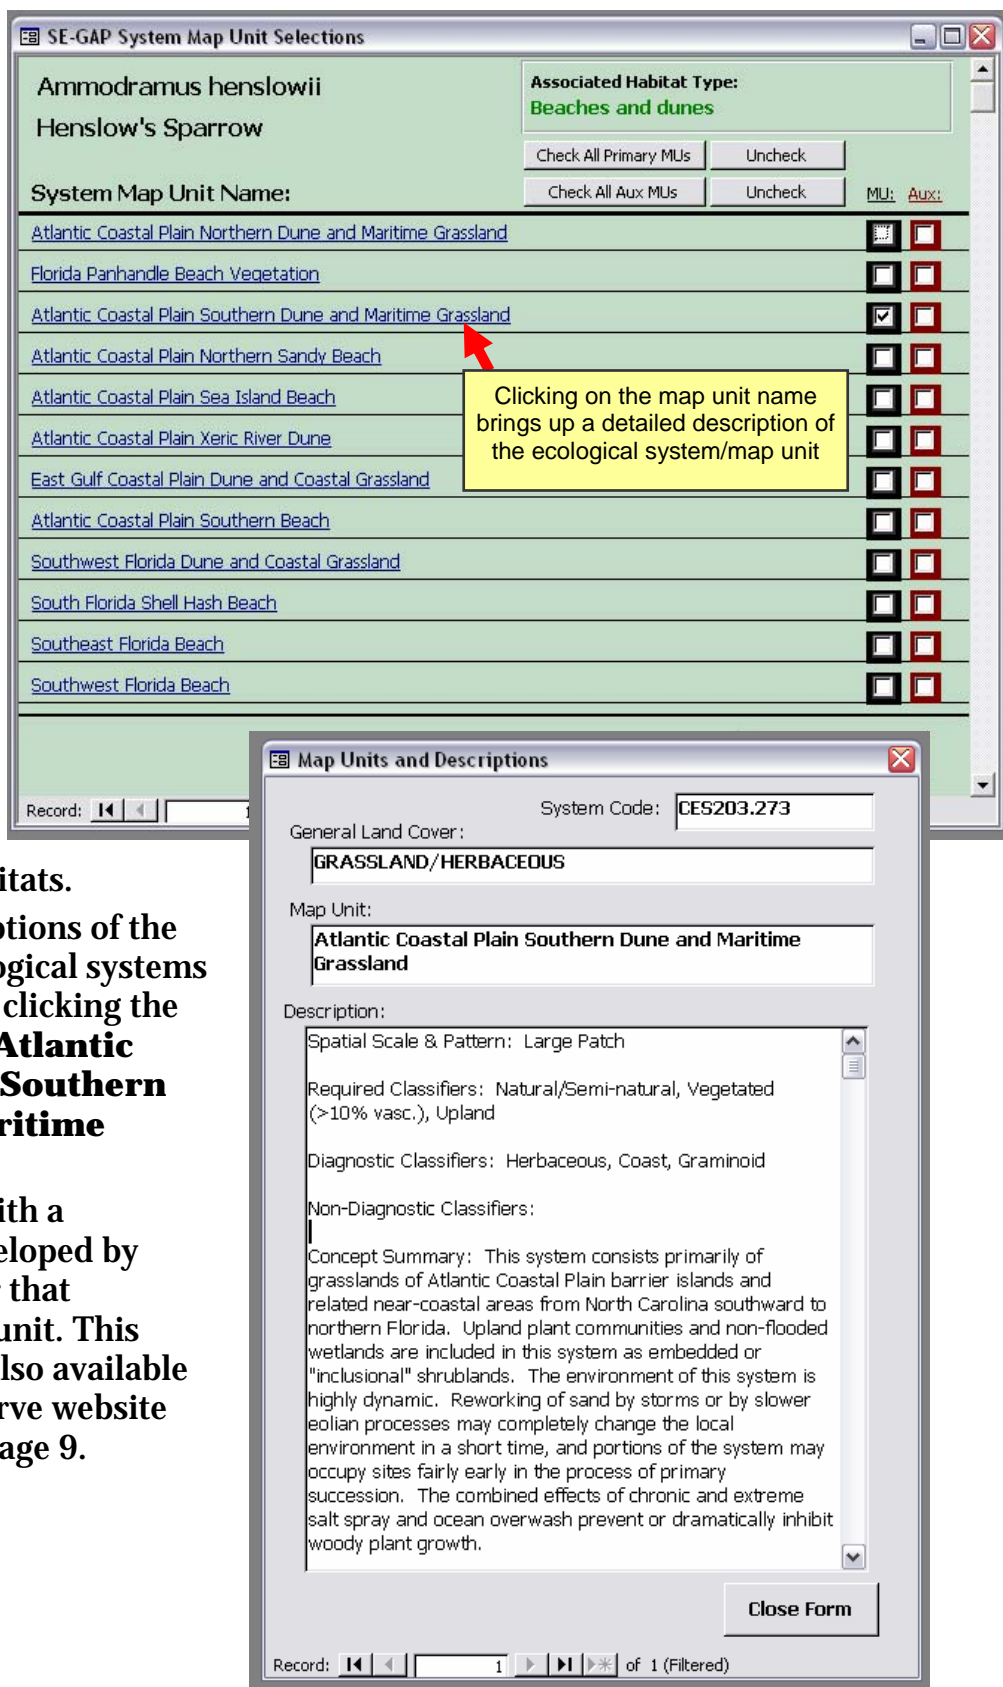 SE-GAP System Map Unit Selections
Ammodramus henslowii
Henslow's Sparrow
Associated Habitat Type:
Beaches and dunes
Check All Primary MUs Uncheck
System Map Unit Name: Check All Aux MUs Uncheck MU: Aux:
Atlantic Coastal Plain Northern Dune and Maritime Grassland
Florida Panhandle Beach Vegetation
Atlantic Coastal Plain Southern Dune and Maritime Grassland
Atlantic Coastal Plain Northern Sandy Beach
Atlantic Coastal Plain Sea Island Beach
Atlantic Coastal Plain Xeric River Dune
East Gulf Coastal Plain Dune and Coastal Grassland
Atlantic Coastal Plain Southern Beach
Southwest Florida Dune and Coastal Grassland
South Florida Shell Hash Beach
Southeast Florida Beach
Southwest Florida Beach
Clicking on the map unit name
brings up a detailed description of
the ecological system/map unit
Record:
itats.
ptions of the
ogical systems
clicking the
Atlantic
Southern
ritime
ith a
eloped by
that
unit. This
lso available
rve website
age 9.
Map Units and Descriptions
System Code: CES203.273
General Land Cover:
GRASSLAND/HERBACEOUS
Map Unit:
Atlantic Coastal Plain Southern Dune and Maritime
Grassland
Description:
Spatial Scale & Pattern: Large Patch
Required Classifiers: Natural/Semi-natural, Vegetated
(>10% vasc.), Upland
Diagnostic Classifiers: Herbaceous, Coast, Graminoid
Non-Diagnostic Classifiers:
Concept Summary: This system consists primarily of
grasslands of Atlantic Coastal Plain barrier islands and
related near-coastal areas from North Carolina southward to
northern Florida. Upland plant communities and non-flooded
wetlands are included in this system as embedded or
"inclusional" shrublands. The environment of this system is
highly dynamic. Reworking of sand by storms or by slower
eolian processes may completely change the local
environment in a short time, and portions of the system may
occupy sites fairly early in the process of primary
succession. The combined effects of chronic and extreme
salt spray and ocean overwash prevent or dramatically inhibit
woody plant growth.
Close Form
Record: 1 of 1 (Filtered)